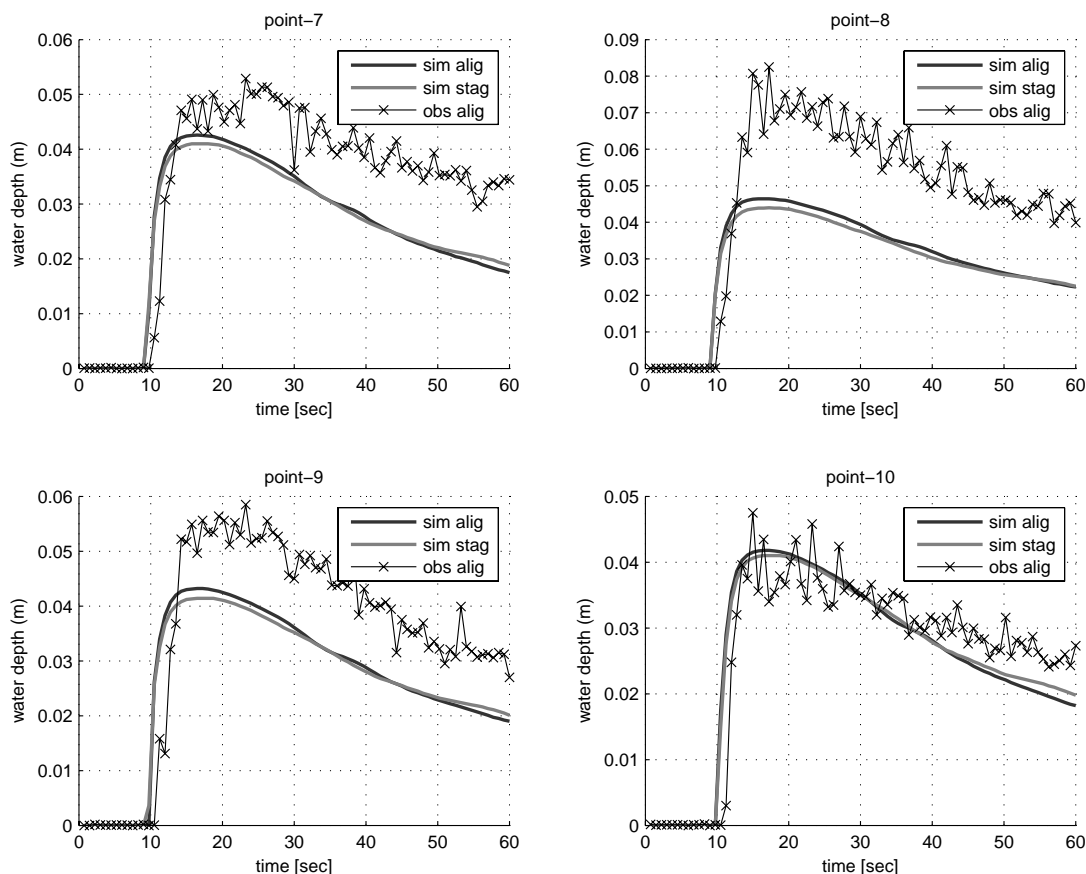 point-7
0.06
0.05
0.04
0.03
0.02
0.01
0
water depth (m)
0 10 20 30 40 50 60
time [sec]
sim alig
sim stag
obs alig
point-8
0.09
0.08
0.07
0.06
0.05
0.04
0.03
0.02
0.01
0
water depth (m)
0 10 20 30 40 50 60
time [sec]
sim alig
sim stag
obs alig
point-9
0.06
0.05
0.04
0.03
0.02
0.01
0
water depth (m)
0 10 20 30 40 50 60
time [sec]
sim alig
sim stag
obs alig
point-10
0.05
0.04
0.03
0.02
0.01
0
water depth (m)
0 10 20 30 40 50 60
time [sec]
sim alig
sim stag
obs alig